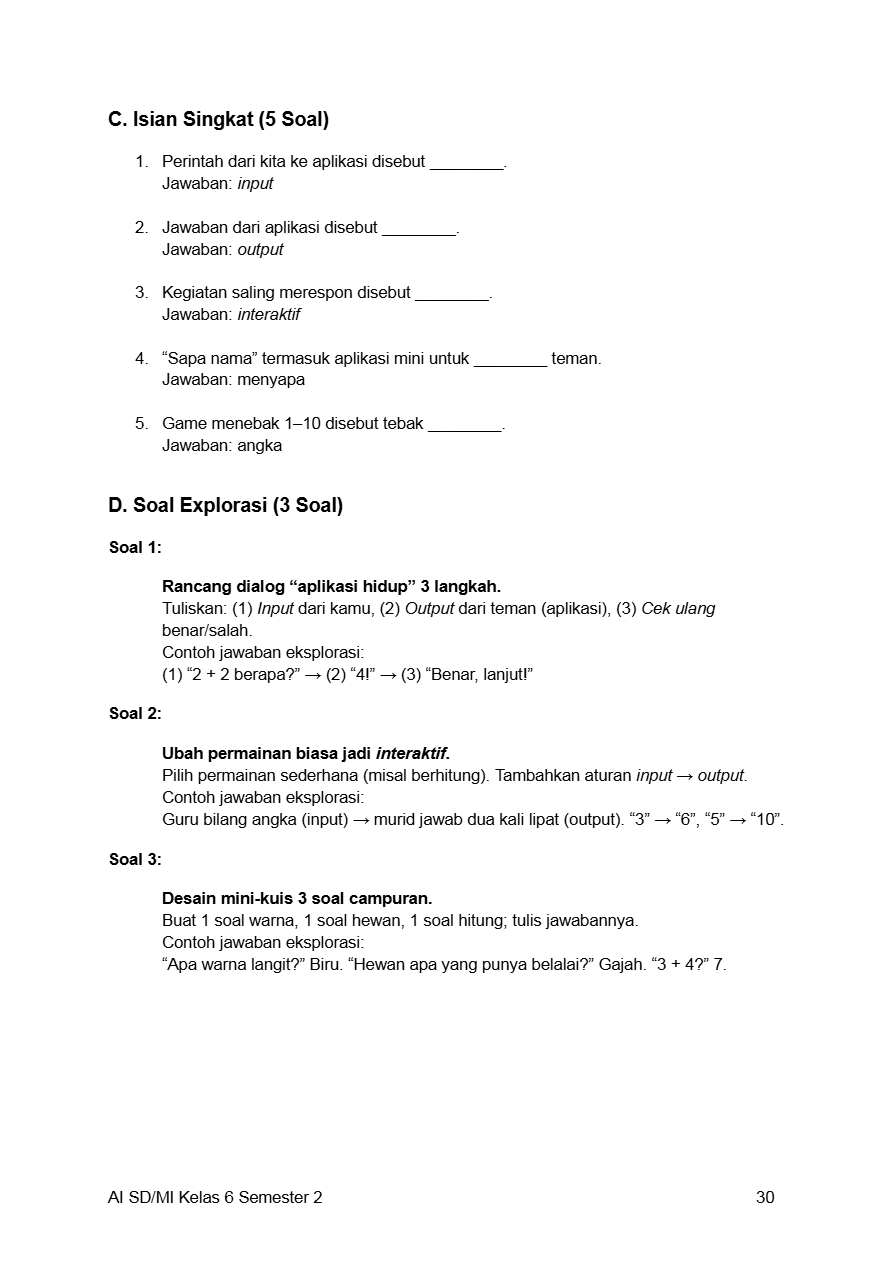 C. Isian Singkat (5 Soal)
1. Perintah dari kita ke aplikasi disebut ________.
Jawaban: input
2. Jawaban dari aplikasi disebut ________.
Jawaban: output
3. Kegiatan saling merespon disebut ________.
Jawaban: interaktif
4. “Sapa nama” termasuk aplikasi mini untuk ________ teman.
Jawaban: menyapa
5. Game menebak 1–10 disebut tebak ________.
Jawaban: angka
D. Soal Explorasi (3 Soal)
Soal 1:
Rancang dialog “aplikasi hidup” 3 langkah.
Tuliskan: (1) Input dari kamu, (2) Output dari teman (aplikasi), (3) Cek ulang
benar/salah.
Contoh jawaban eksplorasi:
(1) “2 + 2 berapa?” → (2) “4!” → (3) “Benar, lanjut!”
Soal 2:
Ubah permainan biasa jadi interaktif.
Pilih permainan sederhana (misal berhitung). Tambahkan aturan input → output.
Contoh jawaban eksplorasi:
Guru bilang angka (input) → murid jawab dua kali lipat (output). “3” → “6”, “5” → “10”.
Soal 3:
Desain mini-kuis 3 soal campuran.
Buat 1 soal warna, 1 soal hewan, 1 soal hitung; tulis jawabannya.
Contoh jawaban eksplorasi:
“Apa warna langit?” Biru. “Hewan apa yang punya belalai?” Gajah. “3 + 4?” 7.
AI SD/MI Kelas 6 Semester 2 30